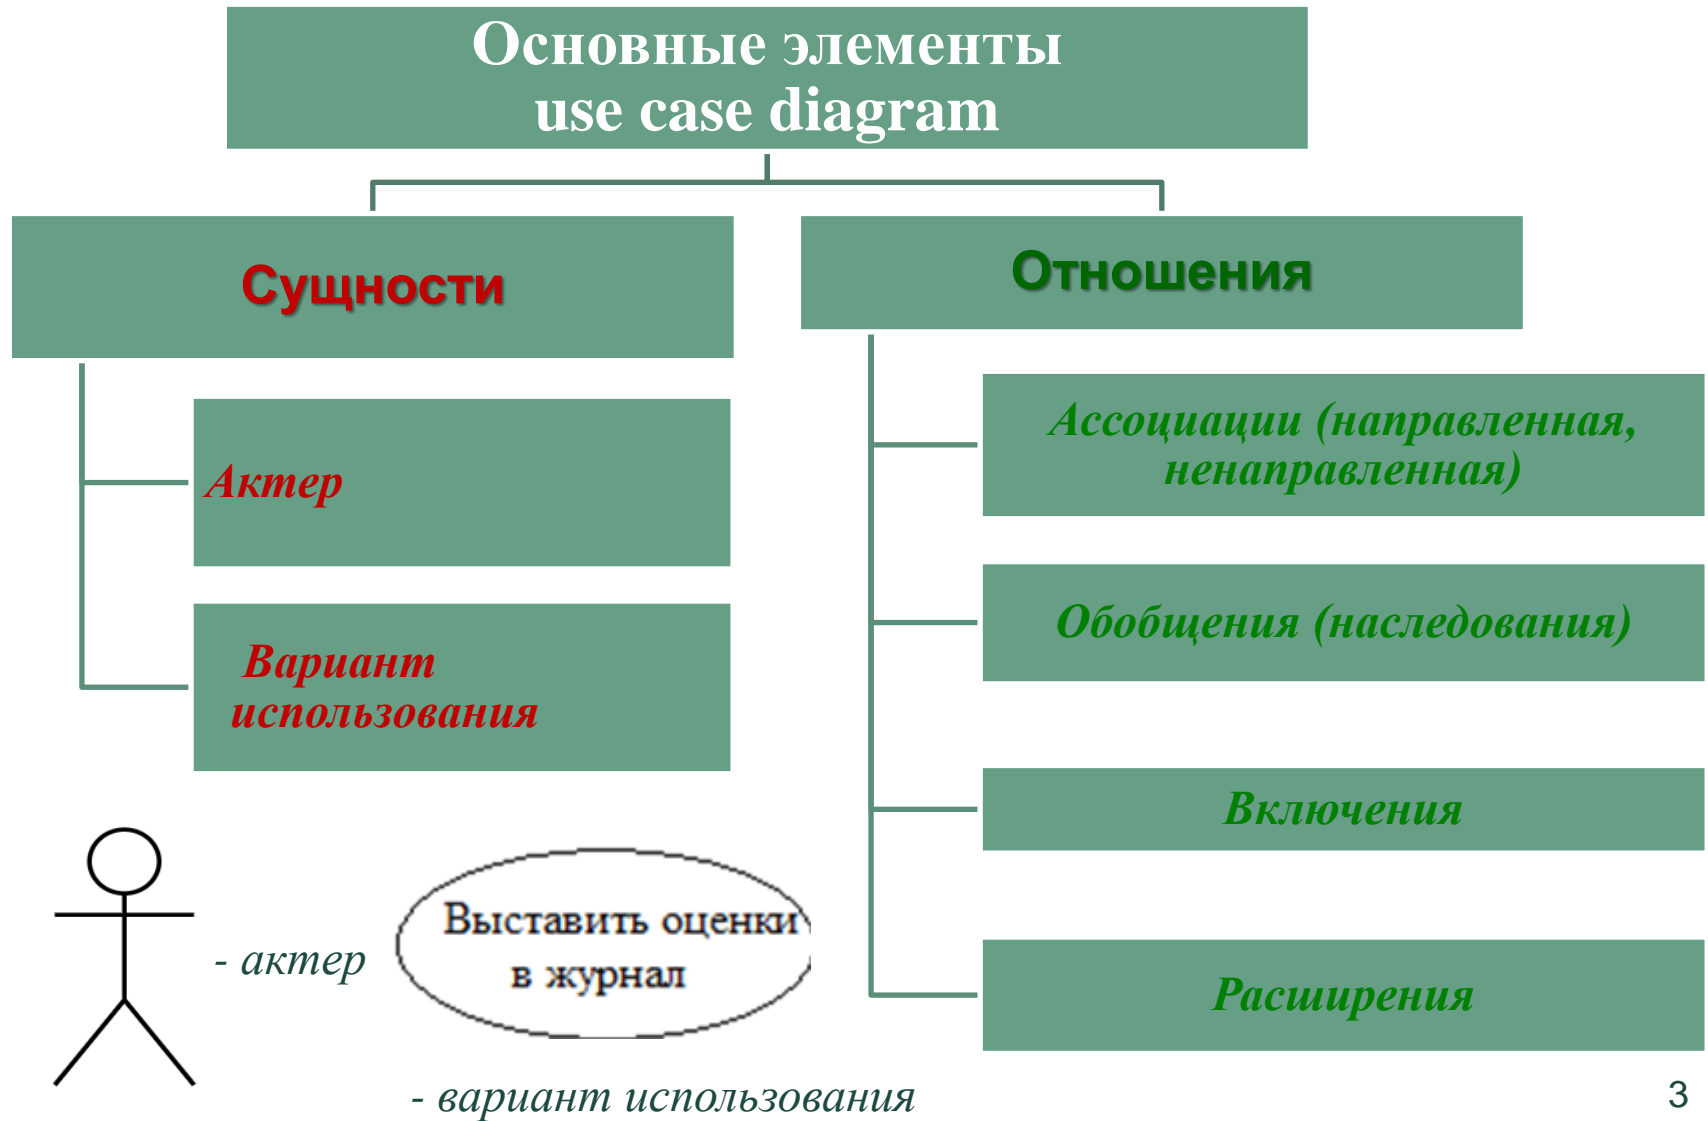 Основные элементы
use case diagram
Сущности
Отношения
Актер
Вариант
использования
Ассоциации (направленная,
ненаправленная)
Обобщения (наследования)
Включения
Расширения
- актер
Выставить оценки
в журнал
- вариант использования
3